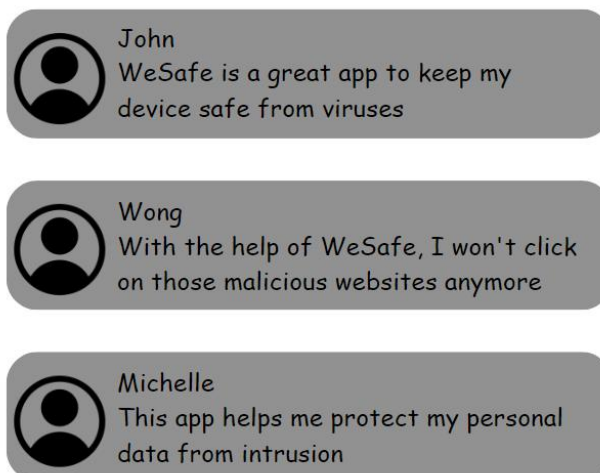 John
WeSafe is a great app to keep my
device safe from viruses
Wong
With the help of WeSafe, I won't click
on those malicious websites anymore
Michelle
This app helps me protect my personal
data from intrusion